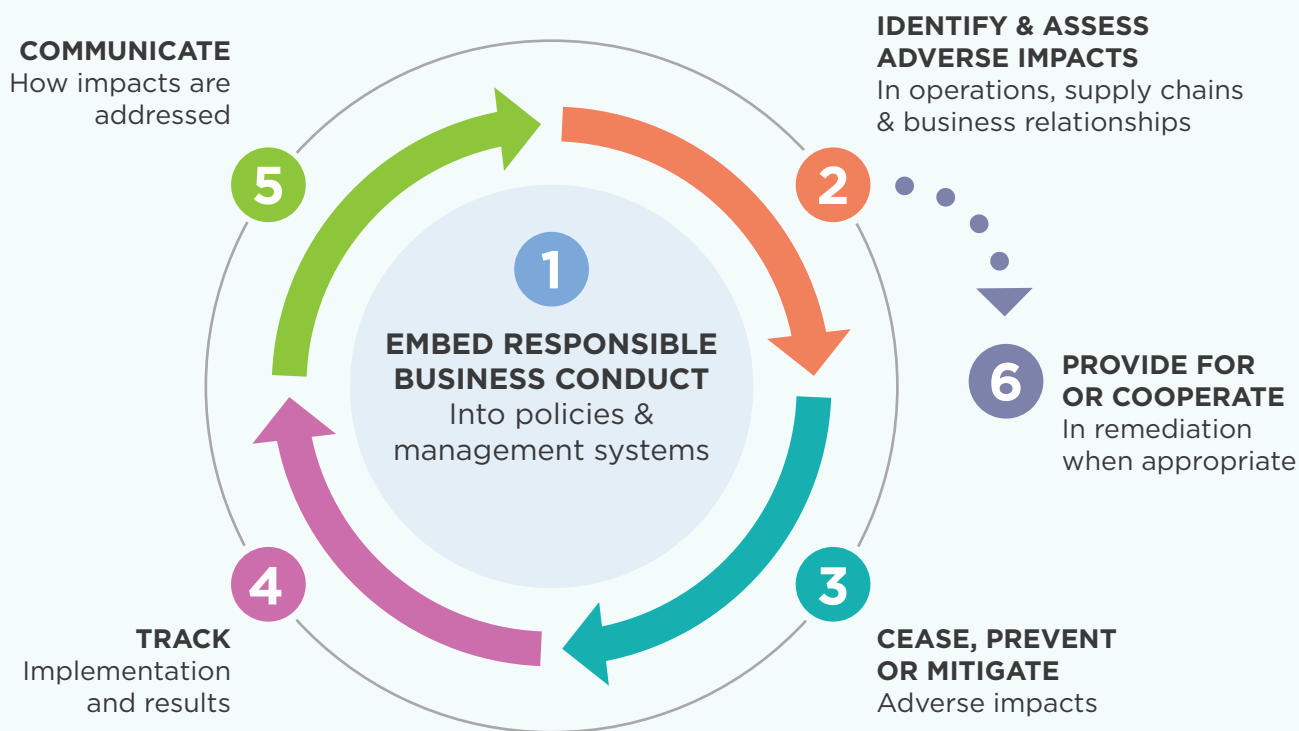 1
EMBED RESPONSIBLE
BUSINESS CONDUCT
Into policies &
management systems
2
IDENTIFY & ASSESS
ADVERSE IMPACTS
In operations, supply chains
& business relationships
3
CEASE, PREVENT
OR MITIGATE
Adverse impacts
4
TRACK
Implementation
and results
5
COMMUNICATE
How impacts are
addressed
6
PROVIDE FOR
OR COOPERATE
In remediation
when appropriate